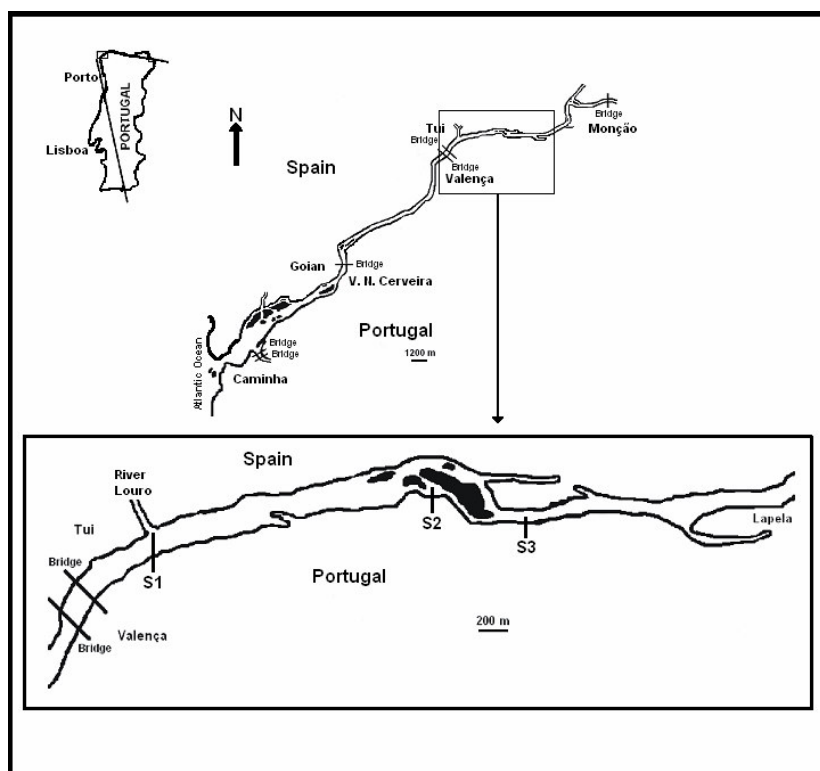 Porto
PORTUGAL
Lisboa
N
Spain
Tui
Bridge
Bridge
Valença
Bridge
Monção
Goian
Bridge
V. N. Cerveira
Portugal
1200 m
Bridge
Bridge
Atlantic Ocean
Caminha
River
Louro
Spain
Tui
S1
S2
S3
Lapela
Bridge
Portugal
Valença
Bridge
200 m